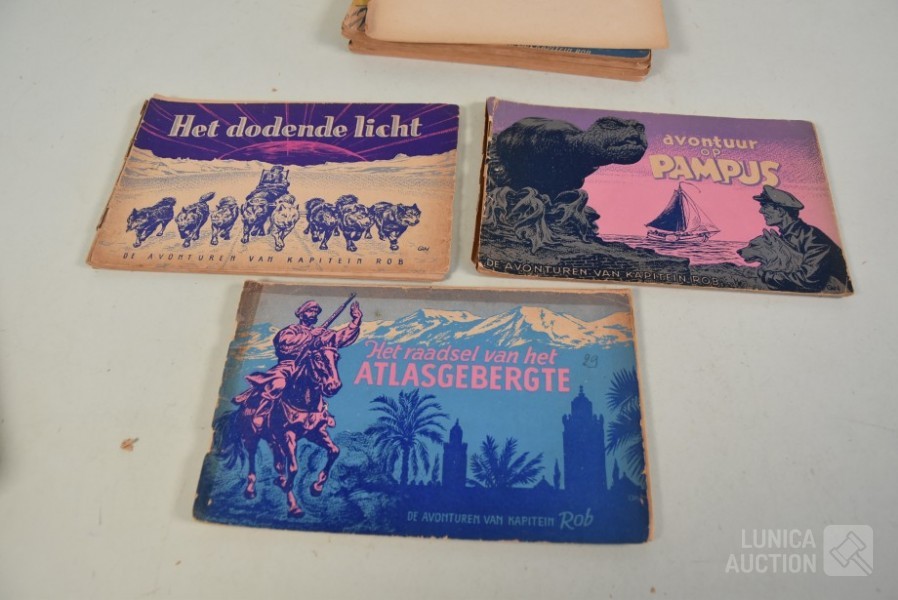 Het dodende licht
DE AVONTUREN VAN KAPITEIN ROB
avontuur
OP
PAMPUS
DE AVONTUREN VAN KAPITEIN ROB
Het raadsel van het
ATLASGEBERGTE
29
DE AVONTUREN VAN KAPITEIN Rob
LUNICA
AUCTION